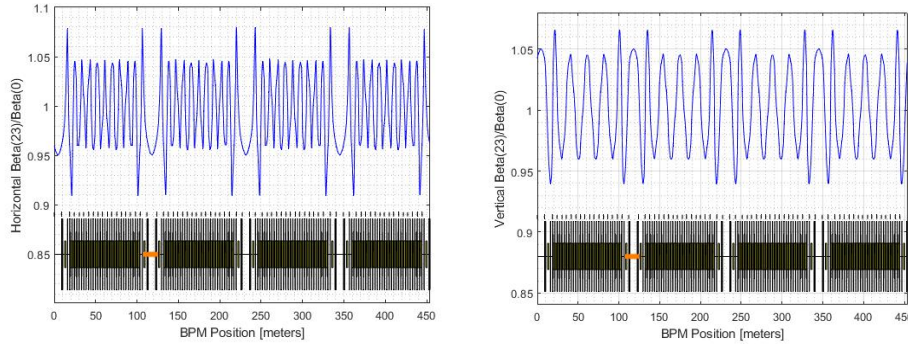 Horizontal Beta(23)/Beta(0)
1.1
1.05
1
0.95
0.9
0.85
0 50 100 150 200 250 300 350 400 450
BPM Position [meters]
Vertical Beta(23)/Beta(0)
1.05
1
0.95
0.9
0.85
0 50 100 150 200 250 300 350 400 450
BPM Position [meters]